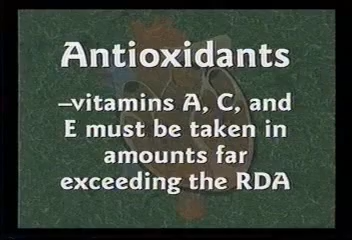 Antioxidants
–vitamins A, C, and
E must be taken in
amounts far
exceeding the RDA